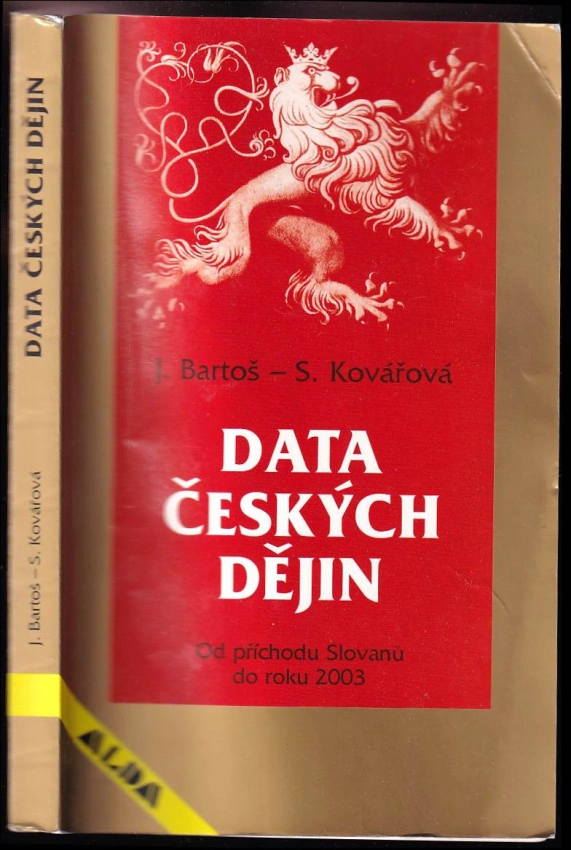 DATA ČESKÝCH DĚJIN
J. Bartoš – S. Kovářová
J. Bartoš – S. Kovářová
DATA
ČESKÝCH
DĚJIN
Od příchodu Slovanů
do roku 2003
ALDA